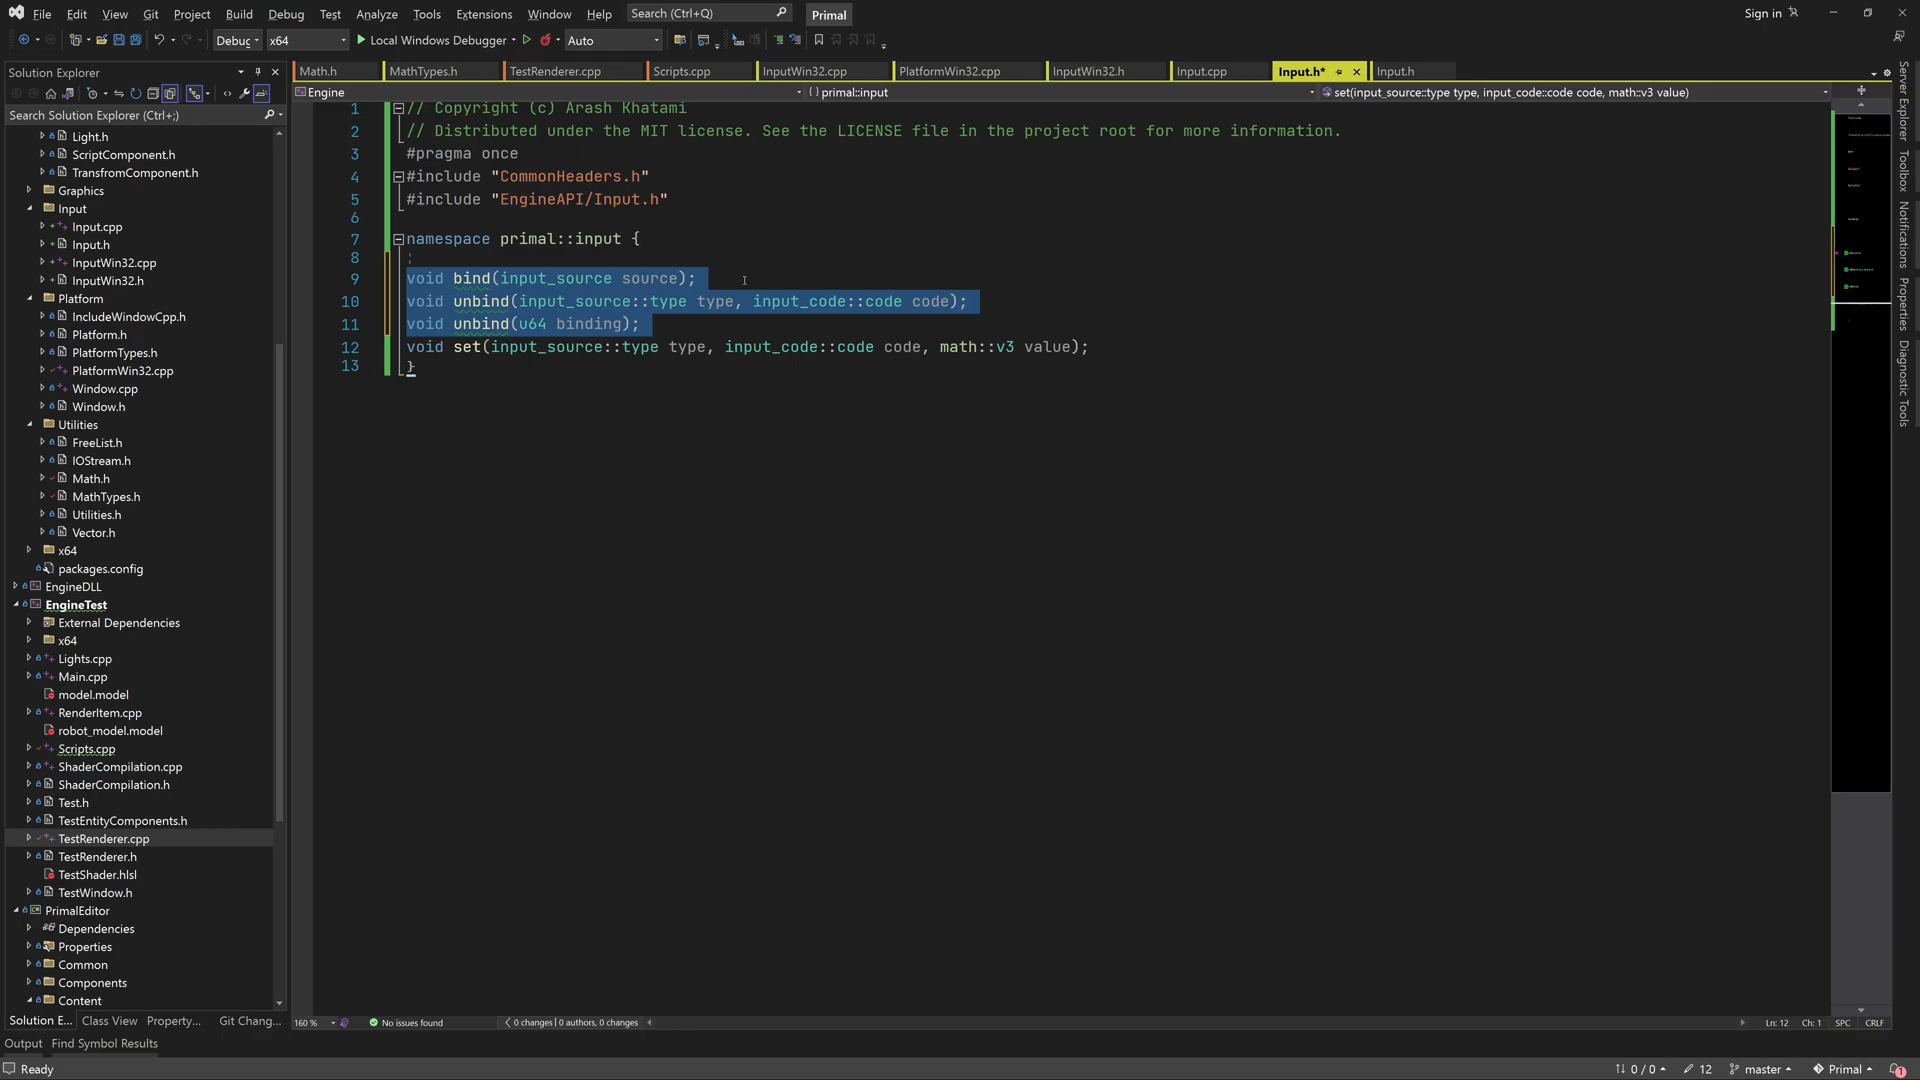 File Edit View Git Project Build Debug Test Analyze Tools Extensions Window Help Search (Ctrl+Q) Primal Sign in
Debug x64 Local Windows Debugger Auto
Solution Explorer
Search Solution Explorer (Ctrl+;)
Light.h
ScriptComponent.h
TransfromComponent.h
Graphics
Input
Input.cpp
Input.h
InputWin32.cpp
InputWin32.h
Platform
IncludeWindowCpp.h
Platform.h
PlatformTypes.h
PlatformWin32.cpp
Window.cpp
Window.h
Utilities
FreeList.h
IOStream.h
Math.h
MathTypes.h
Utilities.h
Vector.h
x64
packages.config
EngineDLL
EngineTest
External Dependencies
x64
Lights.cpp
Main.cpp
model.model
RenderItem.cpp
robot_model.model
Scripts.cpp
ShaderCompilation.cpp
ShaderCompilation.h
Test.h
TestEntityComponents.h
TestRenderer.cpp
TestRenderer.h
TestShader.hlsl
TestWindow.h
PrimalEditor
Dependencies
Properties
Common
Components
Content
Solution E... Class View Property... Git Chang...
Math.h MathTypes.h TestRenderer.cpp Scripts.cpp InputWin32.cpp PlatformWin32.cpp InputWin32.h Input.cpp Input.h* Input.h
Engine { } primal::input set(input_source::type type, input_code::code code, math::v3 value)
1 // Copyright (c) Arash Khatami
2 // Distributed under the MIT license. See the LICENSE file in the project root for more information.
3 #pragma once
4 #include "CommonHeaders.h"
5 #include "EngineAPI/Input.h"
6
7 namespace primal::input {
8
9 void bind(input_source source);
10 void unbind(input_source::type type, input_code::code code);
11 void unbind(u64 binding);
12 void set(input_source::type type, input_code::code code, math::v3 value);
13 }
Server Explorer
Toolbox
Notifications
Properties
Diagnostic Tools
160 % No issues found 0 changes | 0 authors, 0 changes Ln: 12 Ch: 1 SPC CRLF
Output Find Symbol Results
Ready 0 / 0 12 master Primal 1